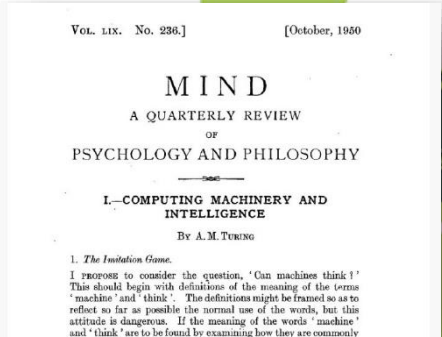 VOL. LIX. No. 236.] [October, 1950
MIND
A QUARTERLY REVIEW
OF
PSYCHOLOGY AND PHILOSOPHY
I.—COMPUTING MACHINERY AND
INTELLIGENCE
BY A. M. TURING
1. The Imitation Game.
I PROPOSE to consider the question, ' Can machines think ? '
This should begin with definitions of the meaning of the terms
' machine ' and ' think '. The definitions might be framed so as to
reflect so far as possible the normal use of the words, but this
attitude is dangerous. If the meaning of the words ' machine '
and ' think ' are to be found by examining how they are commonly